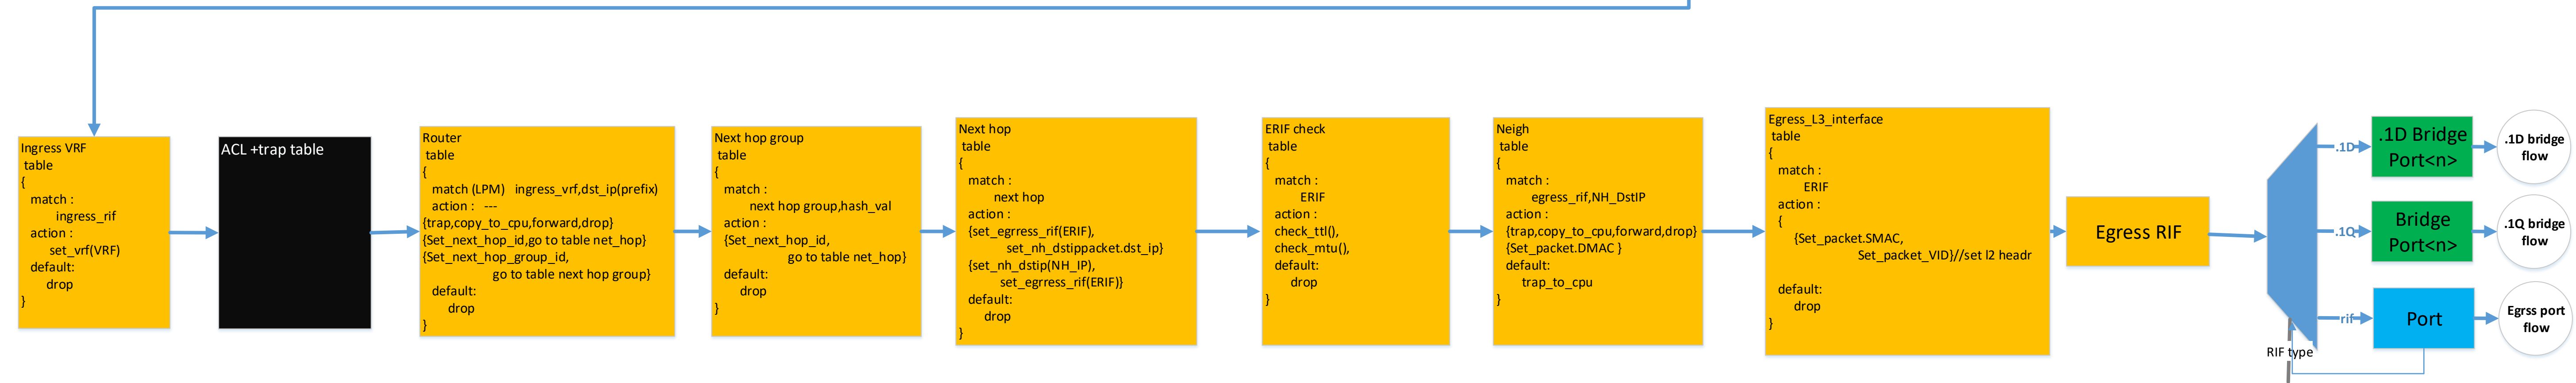 Ingress VRF
table
{
match :
ingress_rif
action :
set_vrf(VRF)
default:
drop
}
ACL +trap table
Router
table
{
match (LPM)   ingress_vrf,dst_ip(prefix)
action :   ---
{trap,copy_to_cpu,forward,drop}
{Set_next_hop_id,go to table net_hop}
{Set_next_hop_group_id,
go to table next hop group}
default:
drop
}
Next hop group
table
{
match :
next hop group,hash_val
action :
{Set_next_hop_id,
go to table net_hop}
default:
drop
}
Next hop
table
{
match :
next hop
action :
{set_egrress_rif(ERIF),
set_nh_dstippacket.dst_ip}
{set_nh_dstip(NH_IP),
set_egrress_rif(ERIF)}
default:
drop
}
ERIF check
table
{
match :
ERIF
action :
check_ttl(),
check_mtu(),
default:
drop
}
Neigh
table
{
match :
egress_rif,NH_DstIP
action :
{trap,copy_to_cpu,forward,drop}
{Set_packet.DMAC }
default:
trap_to_cpu
}
Egress_L3_interface
table
{
match :
ERIF
action :
{
{Set_packet.SMAC,
Set_packet_VID}//set l2 headr
default:
drop
}
Egress RIF
RIF type
.1D
.1D Bridge
Port<n>
.1D bridge
flow
.1Q
Bridge
Port<n>
.1Q bridge
flow
rif
Port
Egrss port
flow